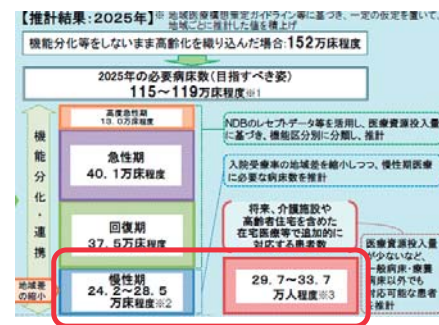 【推計結果:2025年】※ 地域医療構想策定ガイドライン等に基づき、一定の仮定を置いて、
地域ごとに推計した値を積上げ
機能分化等をしないまま高齢化を織り込んだ場合:152万床程度
2025年の必要病床数(目指すべき姿)
115~119万床程度※1
機能分化・連携
地域差の縮小
高度急性期
13.0万床程度
急性期
40.1万床程度
回復期
37.5万床程度
慢性期
24.2~28.5
万床程度※2
NDBのレセプトデータ等を活用し、医療資源投入量
に基づき、機能区分別に分類し、推計
入院受療率の地域差を縮小しつつ、慢性期医療
に必要な病床数を推計
将来、介護施設や
高齢者住宅を含めた
在宅医療等で追加的に
対応する患者数
29.7~33.7
万人程度※3
医療資源投入量
が少ないなど、
一般病床・療養
病床以外でも
対応可能な患者
を推計